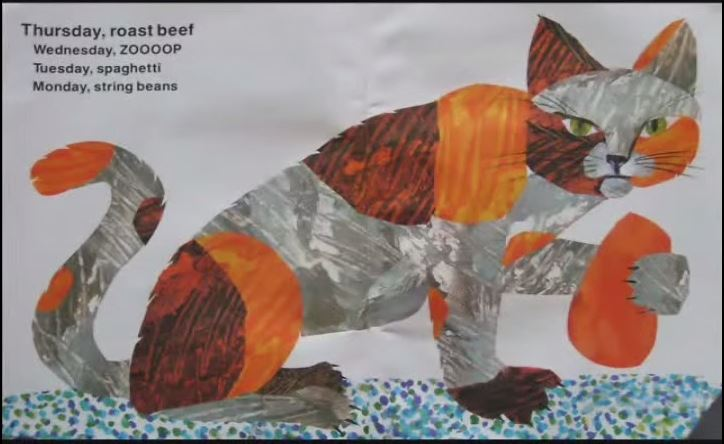 Thursday, roast beef
Wednesday, ZOOOOP
Tuesday, spaghetti
Monday, string beans